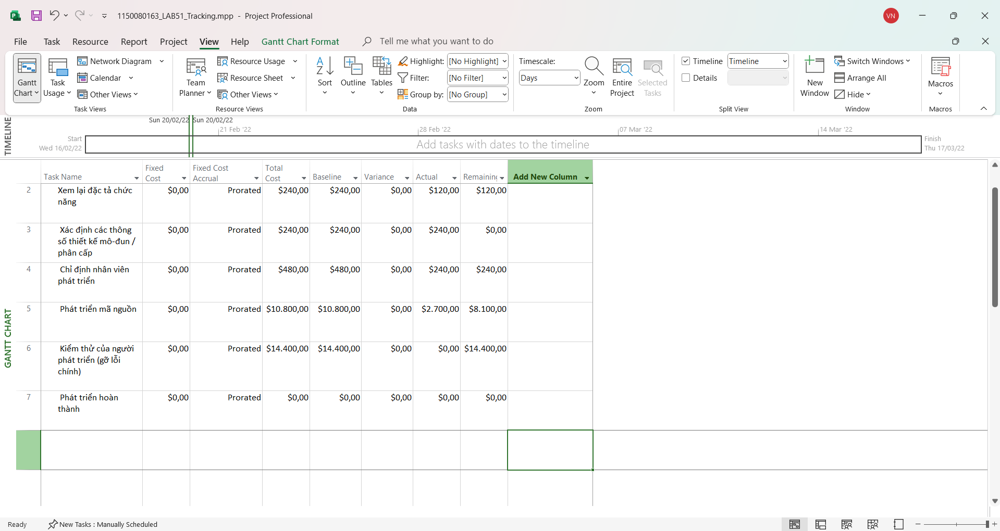 1150080163_LAB51_Tracking.mpp - Project Professional
VN
File Task Resource Report Project View Help Gantt Chart Format Tell me what you want to do
Gantt Chart
Task Usage
Network Diagram
Calendar
Other Views
Task Views
Team Planner
Resource Usage
Resource Sheet
Other Views
Resource Views
Sort
Outline
Tables
Highlight: [No Highlight]
Filter: [No Filter]
Group by: [No Group]
Data
Timescale:
Days
Zoom
Entire Project
Selected Tasks
Zoom
Timeline Timeline
Details
Split View
New Window
Switch Windows
Arrange All
Hide
Window
Macros
Macros
TIMELINE
Sun 20/02/22 Sun 20/02/22
21 Feb '22 28 Feb '22 07 Mar '22 14 Mar '22
Start
Wed 16/02/22
Add tasks with dates to the timeline
Finish
Thu 17/03/22
GANTT CHART
Task Name Fixed Cost Fixed Cost Accrual Total Cost Baseline Variance Actual Remaining Add New Column
2 Xem lại đặc tả chức năng $0,00 Prorated $240,00 $240,00 $0,00 $120,00 $120,00
3 Xác định các thông số thiết kế mô-đun / phân cấp $0,00 Prorated $240,00 $240,00 $0,00 $240,00 $0,00
4 Chỉ định nhân viên phát triển $0,00 Prorated $480,00 $480,00 $0,00 $240,00 $240,00
5 Phát triển mã nguồn $0,00 Prorated $10.800,00 $10.800,00 $0,00 $2.700,00 $8.100,00
6 Kiểm thử của người phát triển (gỡ lỗi chính) $0,00 Prorated $14.400,00 $14.400,00 $0,00 $0,00 $14.400,00
7 Phát triển hoàn thành $0,00 Prorated $0,00 $0,00 $0,00 $0,00 $0,00
Ready New Tasks : Manually Scheduled